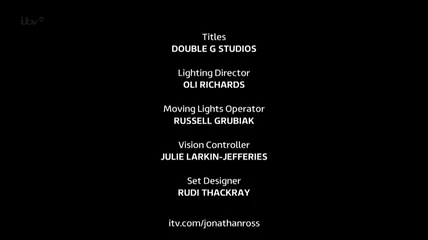 itv
Titles
DOUBLE G STUDIOS
Lighting Director
OLI RICHARDS
Moving Lights Operator
RUSSELL GRUBIAK
Vision Controller
JULIE LARKIN-JEFFERIES
Set Designer
RUDI THACKRAY
itv.com/jonathanross